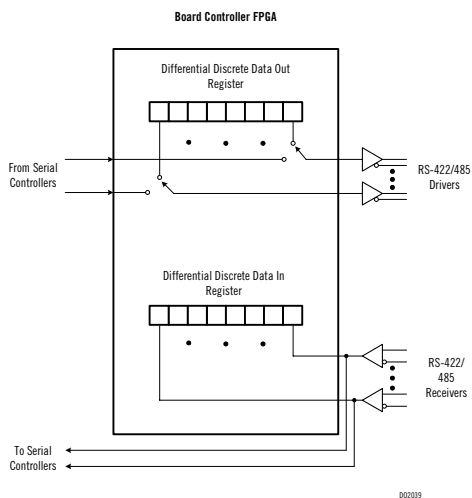 Board Controller FPGA
Differential Discrete Data Out
Register
From Serial
Controllers
RS-422/485
Drivers
Differential Discrete Data In
Register
RS-422/
485
Receivers
To Serial
Controllers
D02039